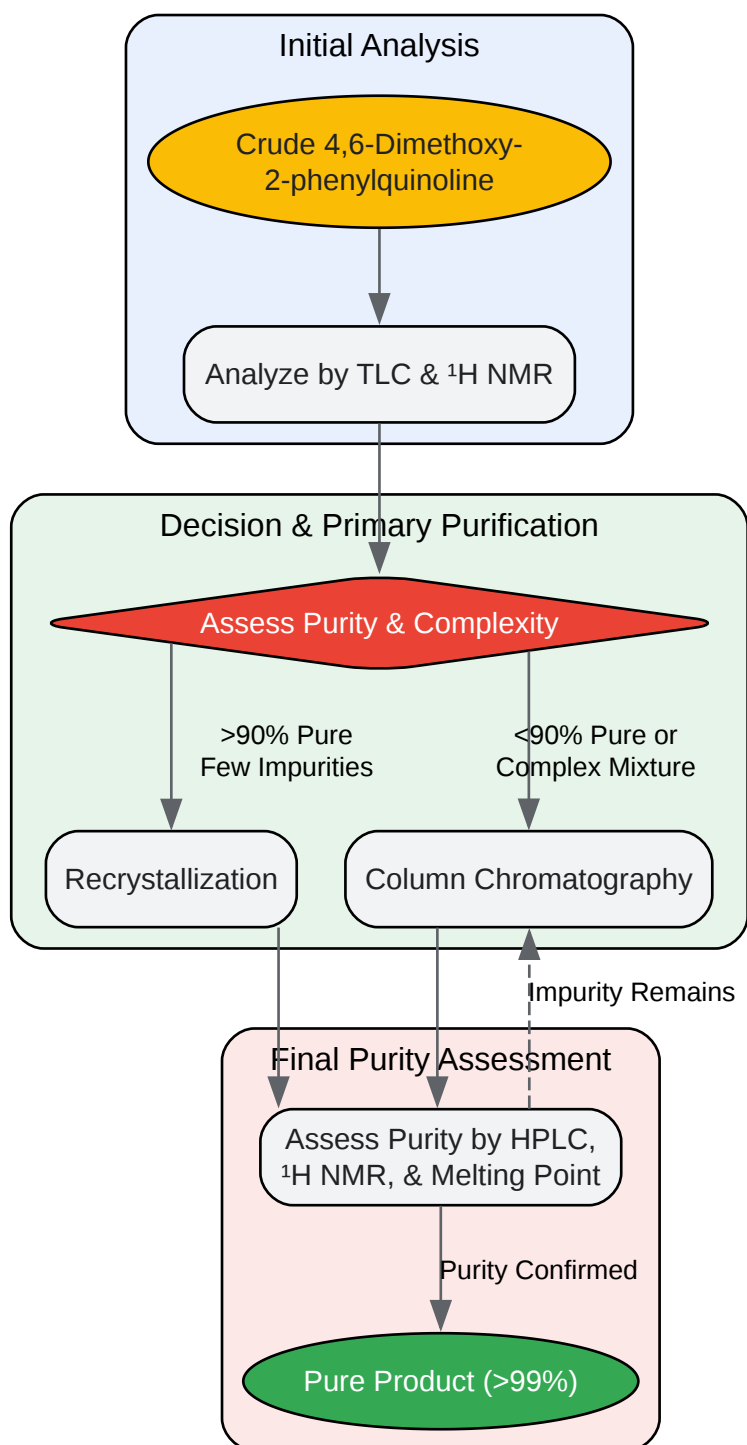 Initial Analysis
Crude 4,6-Dimethoxy-
2-phenylquinoline
Analyze by TLC & ¹H NMR
Decision & Primary Purification
Assess Purity & Complexity
>90% Pure
Few Impurities
<90% Pure or
Complex Mixture
Recrystallization
Column Chromatography
Impurity Remains
Final Purity Assessment
Assess Purity by HPLC,
¹H NMR, & Melting Point
Purity Confirmed
Pure Product (>99%)